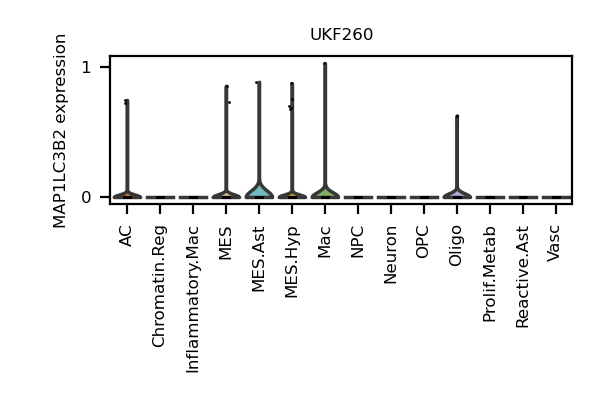 UKF260
MAP1LC3B2 expression
1
0
AC
Chromatin.Reg
Inflammatory.Mac
MES
MES.Ast
MES.Hyp
Mac
NPC
Neuron
OPC
Oligo
Prolif.Metab
Reactive.Ast
Vasc